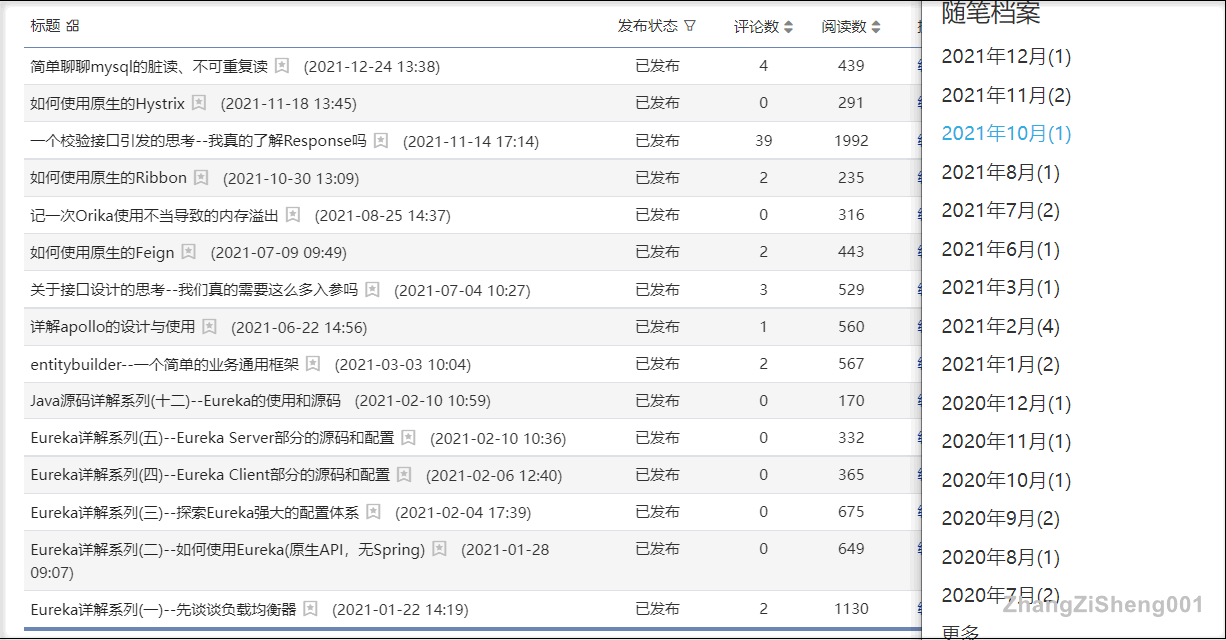 标题 发布状态 评论数 阅读数
简单聊聊mysql的脏读、不可重复读 (2021-12-24 13:38) 已发布 4 439
如何使用原生的Hystrix (2021-11-18 13:45) 已发布 0 291
一个校验接口引发的思考--我真的了解Response吗 (2021-11-14 17:14) 已发布 39 1992
如何使用原生的Ribbon (2021-10-30 13:09) 已发布 2 235
记一次Orika使用不当导致的内存溢出 (2021-08-25 14:37) 已发布 0 316
如何使用原生的Feign (2021-07-09 09:49) 已发布 2 443
关于接口设计的思考--我们真的需要这么多入参吗 (2021-07-04 10:27) 已发布 3 529
详解apollo的设计与使用 (2021-06-22 14:56) 已发布 1 560
entitybuilder--一个简单的业务通用框架 (2021-03-03 10:04) 已发布 2 567
Java源码详解系列(十二)--Eureka的使用和源码 (2021-02-10 10:59) 已发布 0 170
Eureka详解系列(五)--Eureka Server部分的源码和配置 (2021-02-10 10:36) 已发布 0 332
Eureka详解系列(四)--Eureka Client部分的源码和配置 (2021-02-06 12:40) 已发布 0 365
Eureka详解系列(三)--探索Eureka强大的配置体系 (2021-02-04 17:39) 已发布 0 675
Eureka详解系列(二)--如何使用Eureka(原生API，无Spring) (2021-01-28 已发布 0 649
09:07)
Eureka详解系列(一)--先谈谈负载均衡器 (2021-01-22 14:19) 已发布 2 1130
随笔档案
2021年12月(1)
2021年11月(2)
2021年10月(1)
2021年8月(1)
2021年7月(2)
2021年6月(1)
2021年3月(1)
2021年2月(4)
2021年1月(2)
2020年12月(1)
2020年11月(1)
2020年10月(1)
2020年9月(2)
2020年8月(1)
2020年7月(2)
更多
ZhangZiSheng001